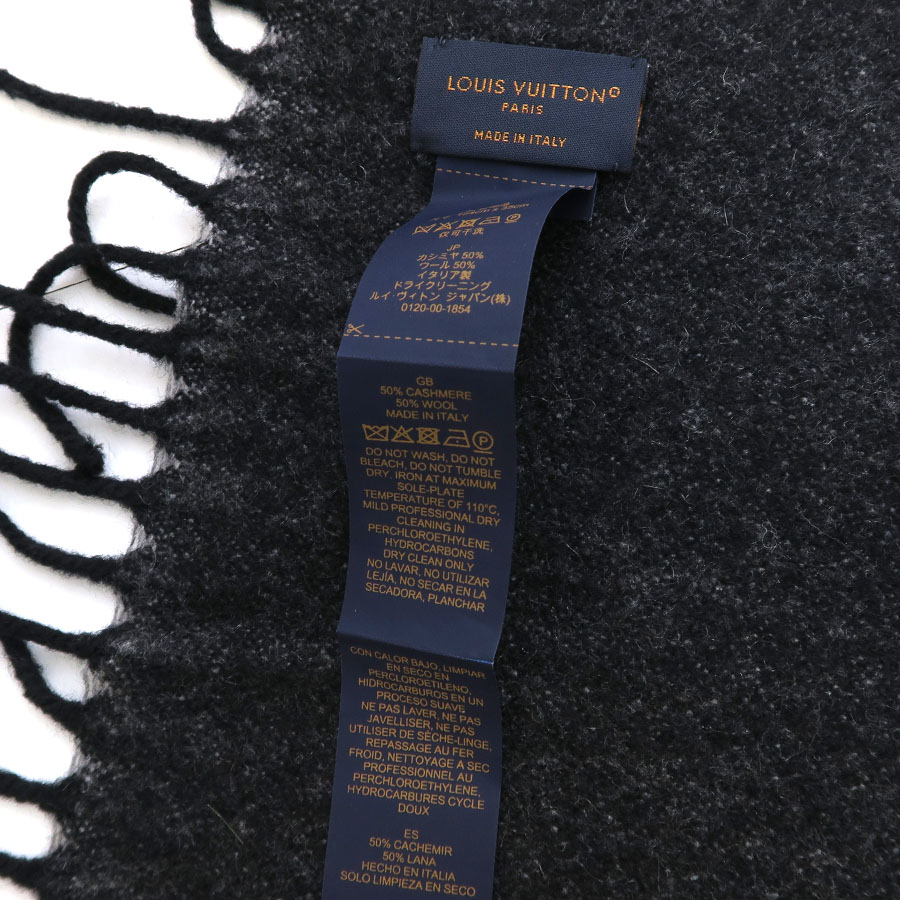 LOUIS VUITTON
PARIS
MADE IN ITALY
仅可干洗
JP
カシミヤ 50%
ウール 50%
イタリア製
ドライクリーニング
ルイ・ヴィトン ジャパン(株)
0120-00-1854
GB
50% CASHMERE
50% WOOL
MADE IN ITALY
DO NOT WASH, DO NOT
BLEACH, DO NOT TUMBLE
DRY, IRON AT MAXIMUM
SOLE-PLATE
TEMPERATURE OF 110°C,
MILD PROFESSIONAL DRY
CLEANING IN
PERCHLOROETHYLENE,
HYDROCARBONS
DRY CLEAN ONLY
NO LAVAR, NO UTILIZAR
LEJÍA, NO SECAR EN LA
SECADORA, PLANCHAR
CON CALOR BAJO, LIMPIAR
EN SECO EN
PERCLOROETILENO,
HIDROCARBUROS EN UN
PROCESO SUAVE
NE PAS LAVER, NE PAS
JAVELLISER, NE PAS
UTILISER DE SÈCHE-LINGE,
REPASSAGE AU FER
FROID, NETTOYAGE A SEC
PROFESSIONNEL AU
PERCHLOROÉTHYLÈNE,
HYDROCARBURES CYCLE
DOUX
ES
50% CACHEMIR
50% LANA
HECHO EN ITALIA
SOLO LIMPIEZA EN SECO